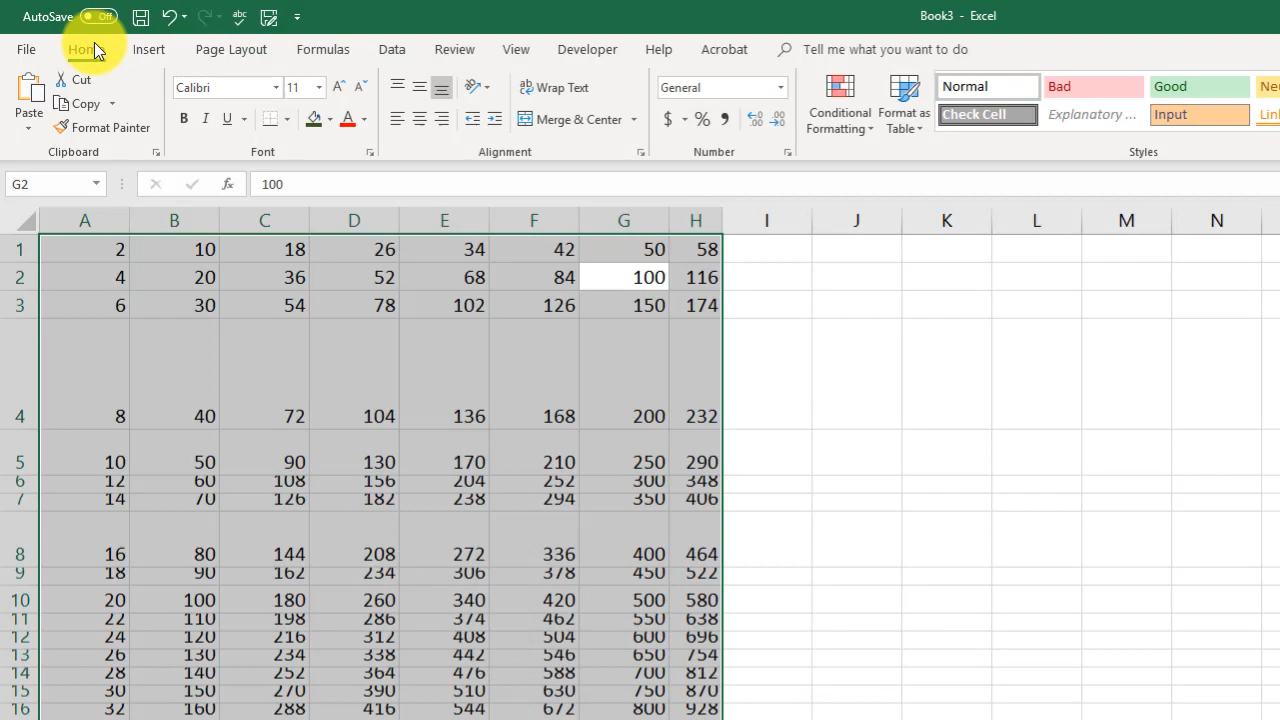 AutoSave Off abc Book3 - Excel
File Home Insert Page Layout Formulas Data Review View Developer Help Acrobat Tell me what you want to do
Paste Cut Copy Format Painter
Calibri 11 A A
B I U A
ab Wrap Text
Merge & Center
General
$ % ,
Conditional Formatting
Format as Table
Normal Bad Good
Check Cell Explanatory ... Input
Clipboard Font Alignment Number Styles
G2 fx 100
A B C D E F G H I J K L M N
1 2 10 18 26 34 42 50 58
2 4 20 36 52 68 84 100 116
3 6 30 54 78 102 126 150 174
4 8 40 72 104 136 168 200 232
5 10 50 90 130 170 210 250 290
6 12 60 108 156 204 252 300 348
7 14 70 126 182 238 294 350 406
8 16 80 144 208 272 336 400 464
9 18 90 162 234 306 378 450 522
10 20 100 180 260 340 420 500 580
11 22 110 198 286 374 462 550 638
12 24 120 216 312 408 504 600 696
13 26 130 234 338 442 546 650 754
14 28 140 252 364 476 588 700 812
15 30 150 270 390 510 630 750 870
16 32 160 288 416 544 672 800 928